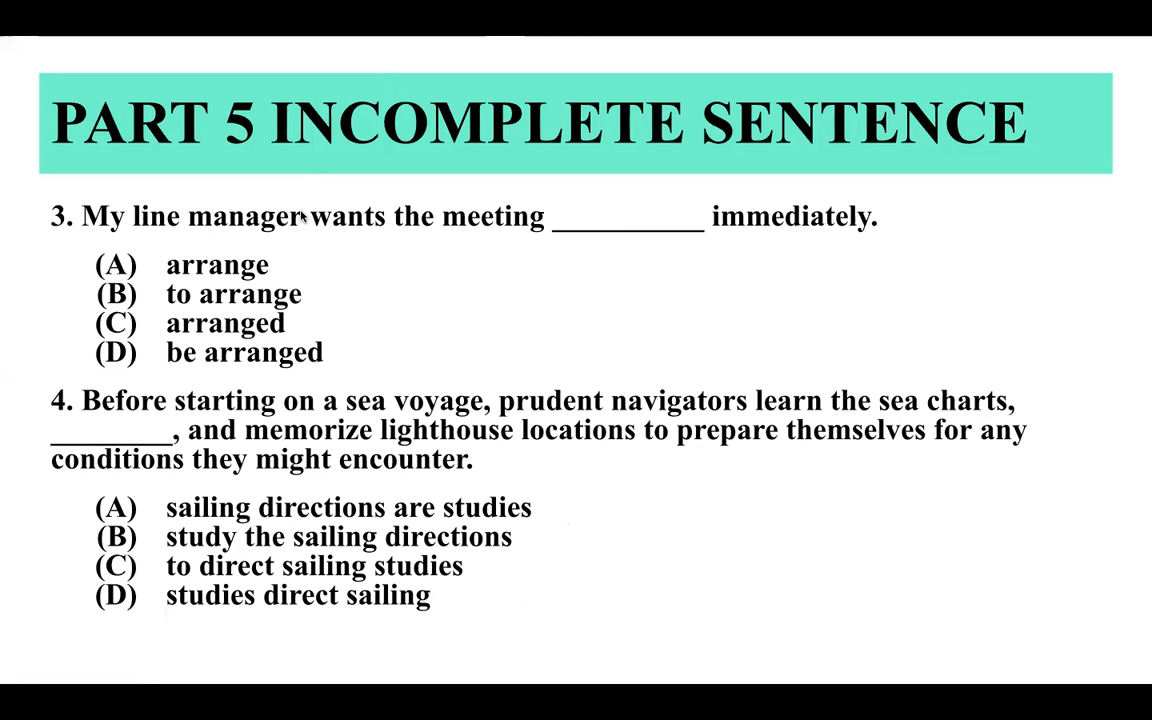 PART 5 INCOMPLETE SENTENCE
3. My line manager wants the meeting __________ immediately.
(A) arrange
(B) to arrange
(C) arranged
(D) be arranged
4. Before starting on a sea voyage, prudent navigators learn the sea charts,
________, and memorize lighthouse locations to prepare themselves for any
conditions they might encounter.
(A) sailing directions are studies
(B) study the sailing directions
(C) to direct sailing studies
(D) studies direct sailing